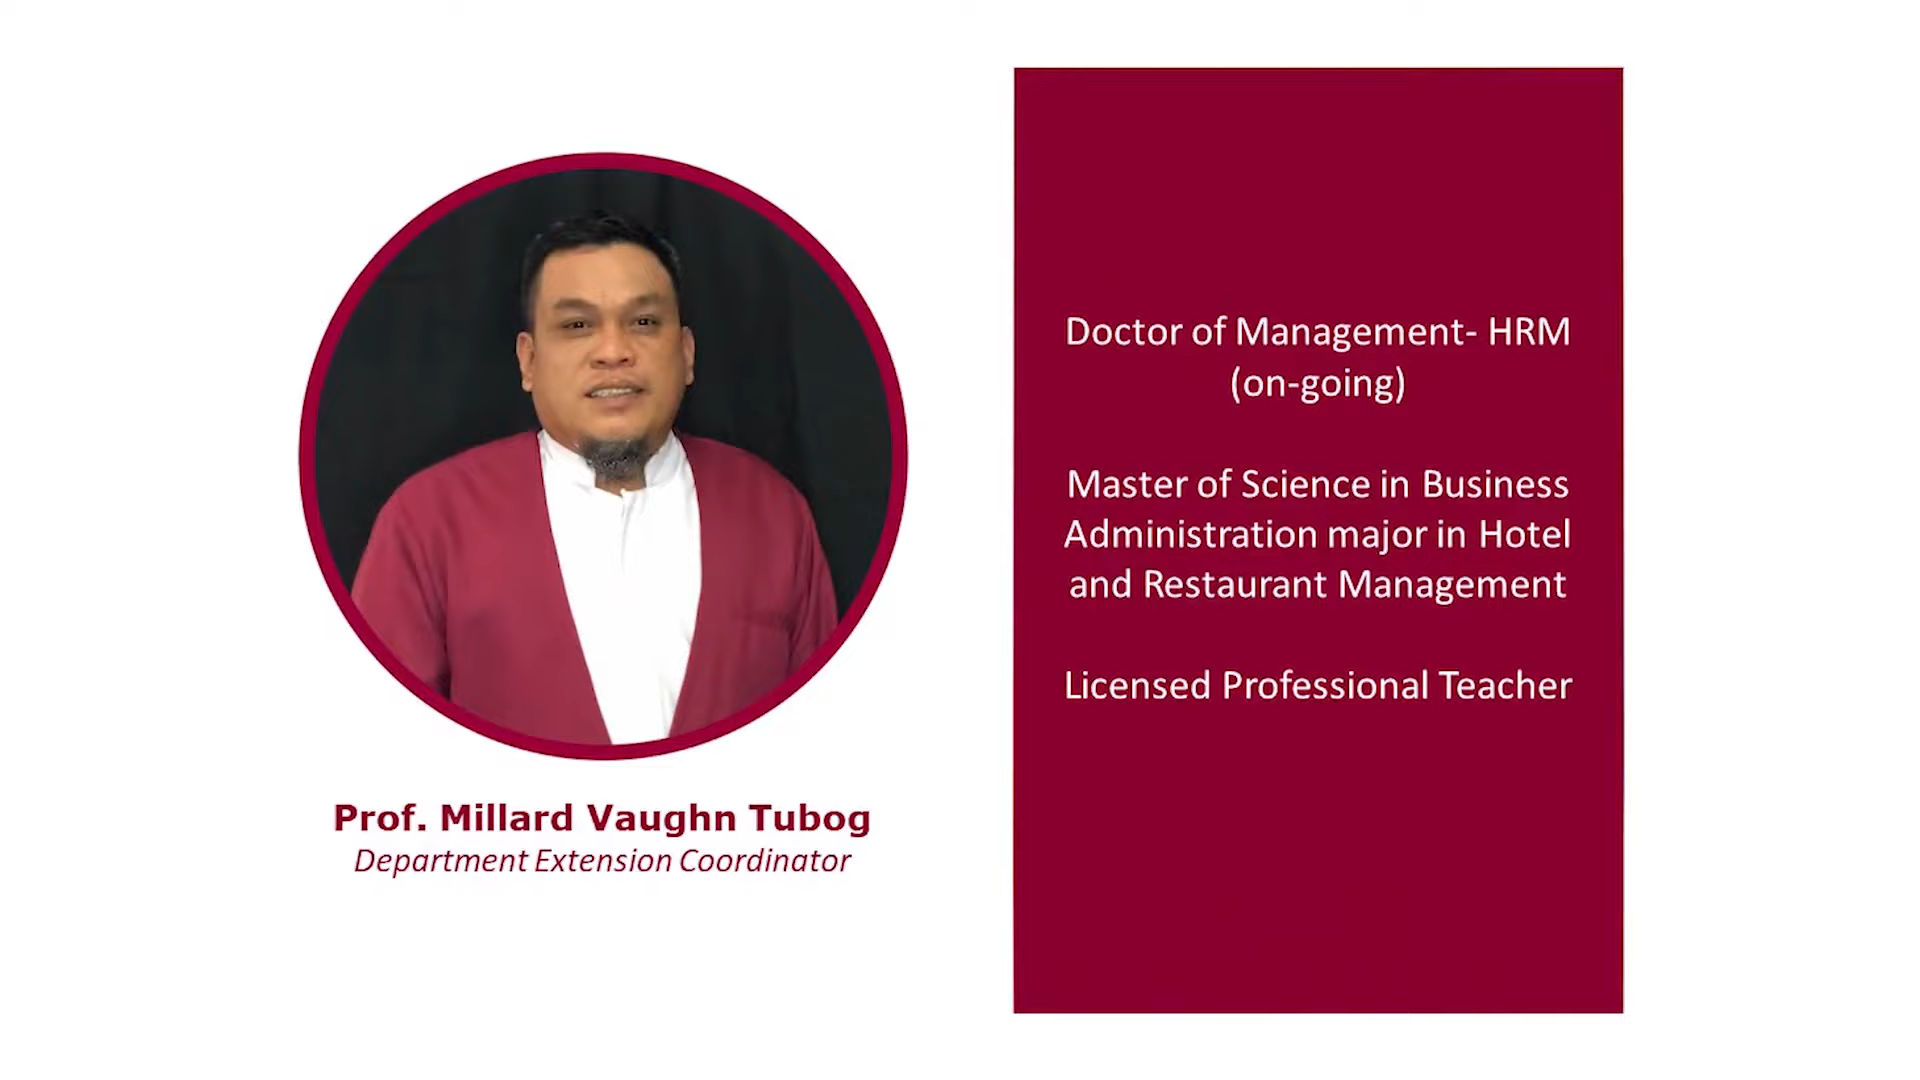 Prof. Millard Vaughn Tubog
Department Extension Coordinator
Doctor of Management- HRM
(on-going)
Master of Science in Business
Administration major in Hotel
and Restaurant Management
Licensed Professional Teacher